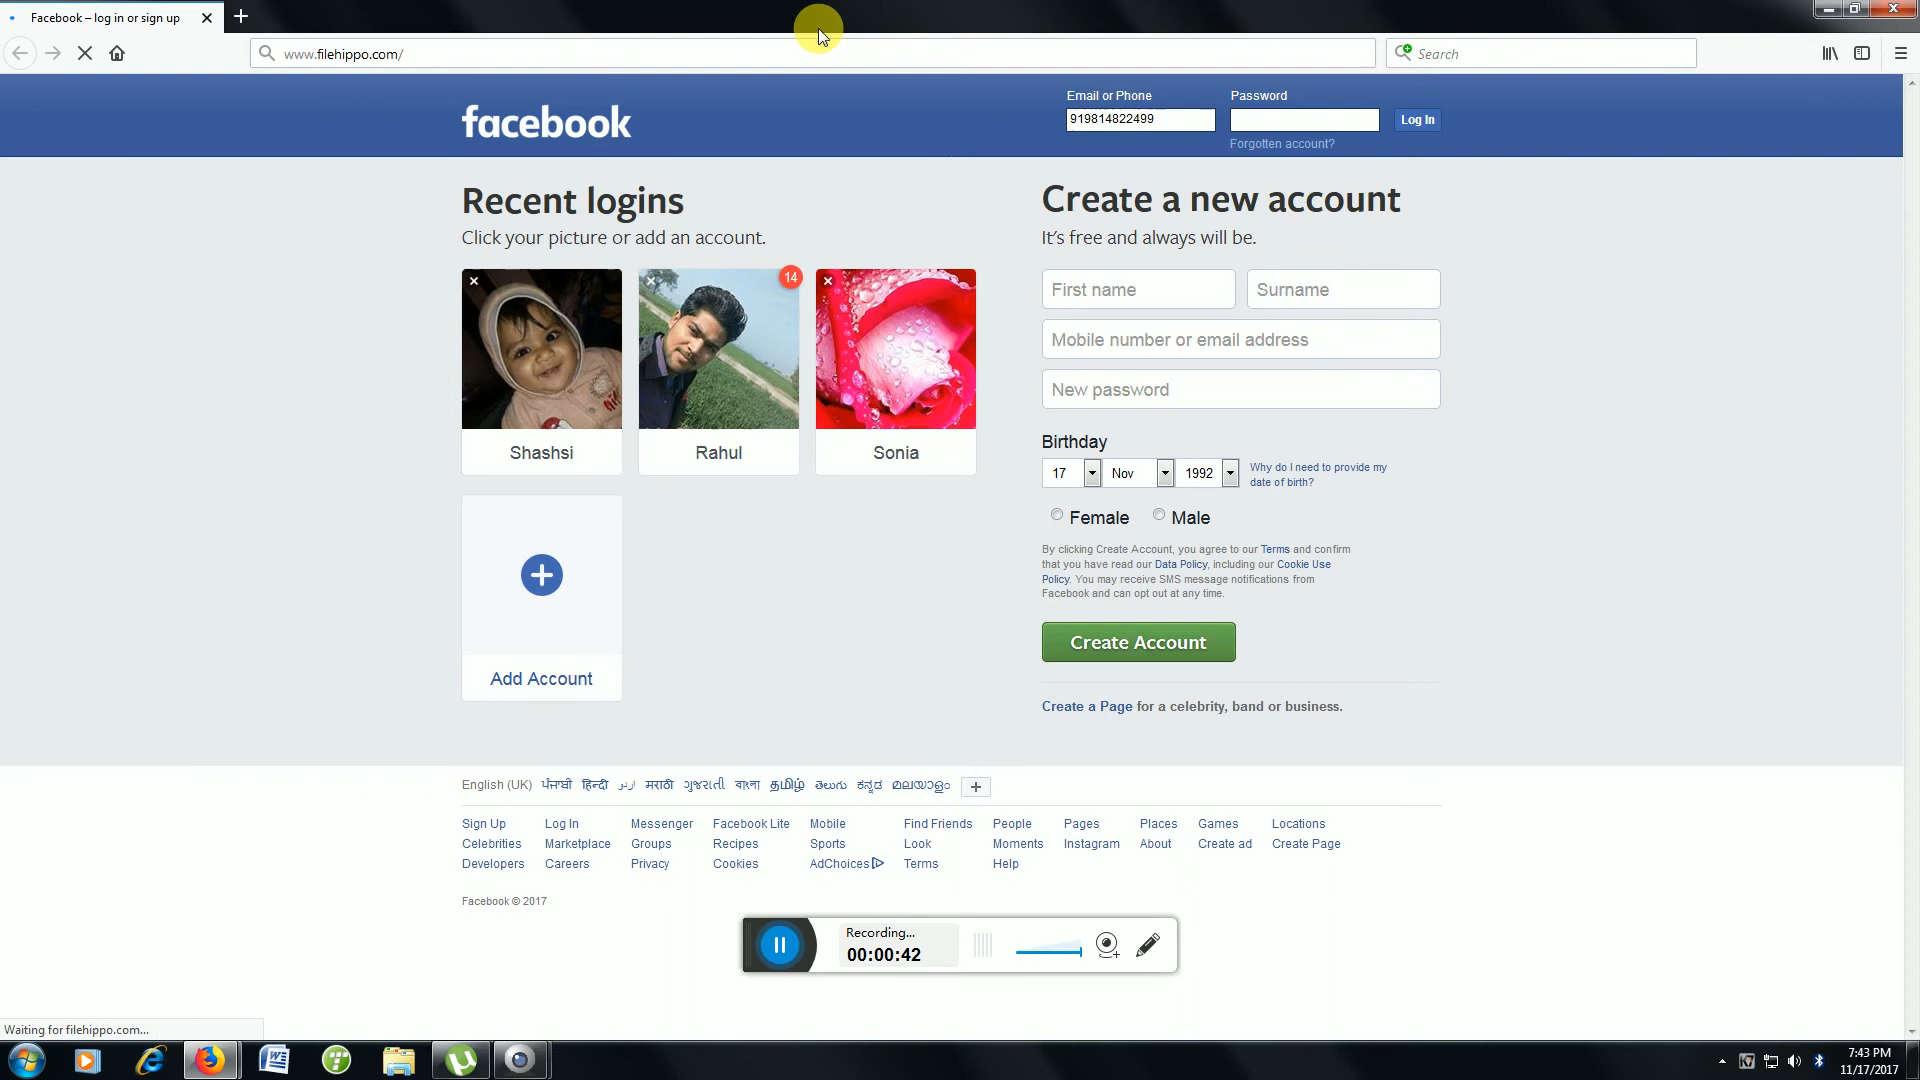 Facebook – log in or sign up
www.filehippo.com/
Search
facebook
Email or Phone
Password
919814822499
Log In
Forgotten account?
Recent logins
Click your picture or add an account.
14
Shashsi
Rahul
Sonia
Add Account
Create a new account
It's free and always will be.
First name
Surname
Mobile number or email address
New password
Birthday
17
Nov
1992
Why do I need to provide my
date of birth?
Female
Male
By clicking Create Account, you agree to our Terms and confirm
that you have read our Data Policy, including our Cookie Use
Policy. You may receive SMS message notifications from
Facebook and can opt out at any time.
Create Account
Create a Page for a celebrity, band or business.
English (UK) ਪੰਜਾਬੀ हिन्दी اردو मराठी ગુજરાતી বাংলা தமிழ் తెలుగు ಕನ್ನಡ മലയാളം
Sign Up Log In Messenger Facebook Lite Mobile Find Friends People Pages Places Games Locations
Celebrities Marketplace Groups Recipes Sports Look Moments Instagram About Create ad Create Page
Developers Careers Privacy Cookies AdChoices Terms Help
Facebook © 2017
Recording...
00:00:42
Waiting for filehippo.com...
7:43 PM
11/17/2017